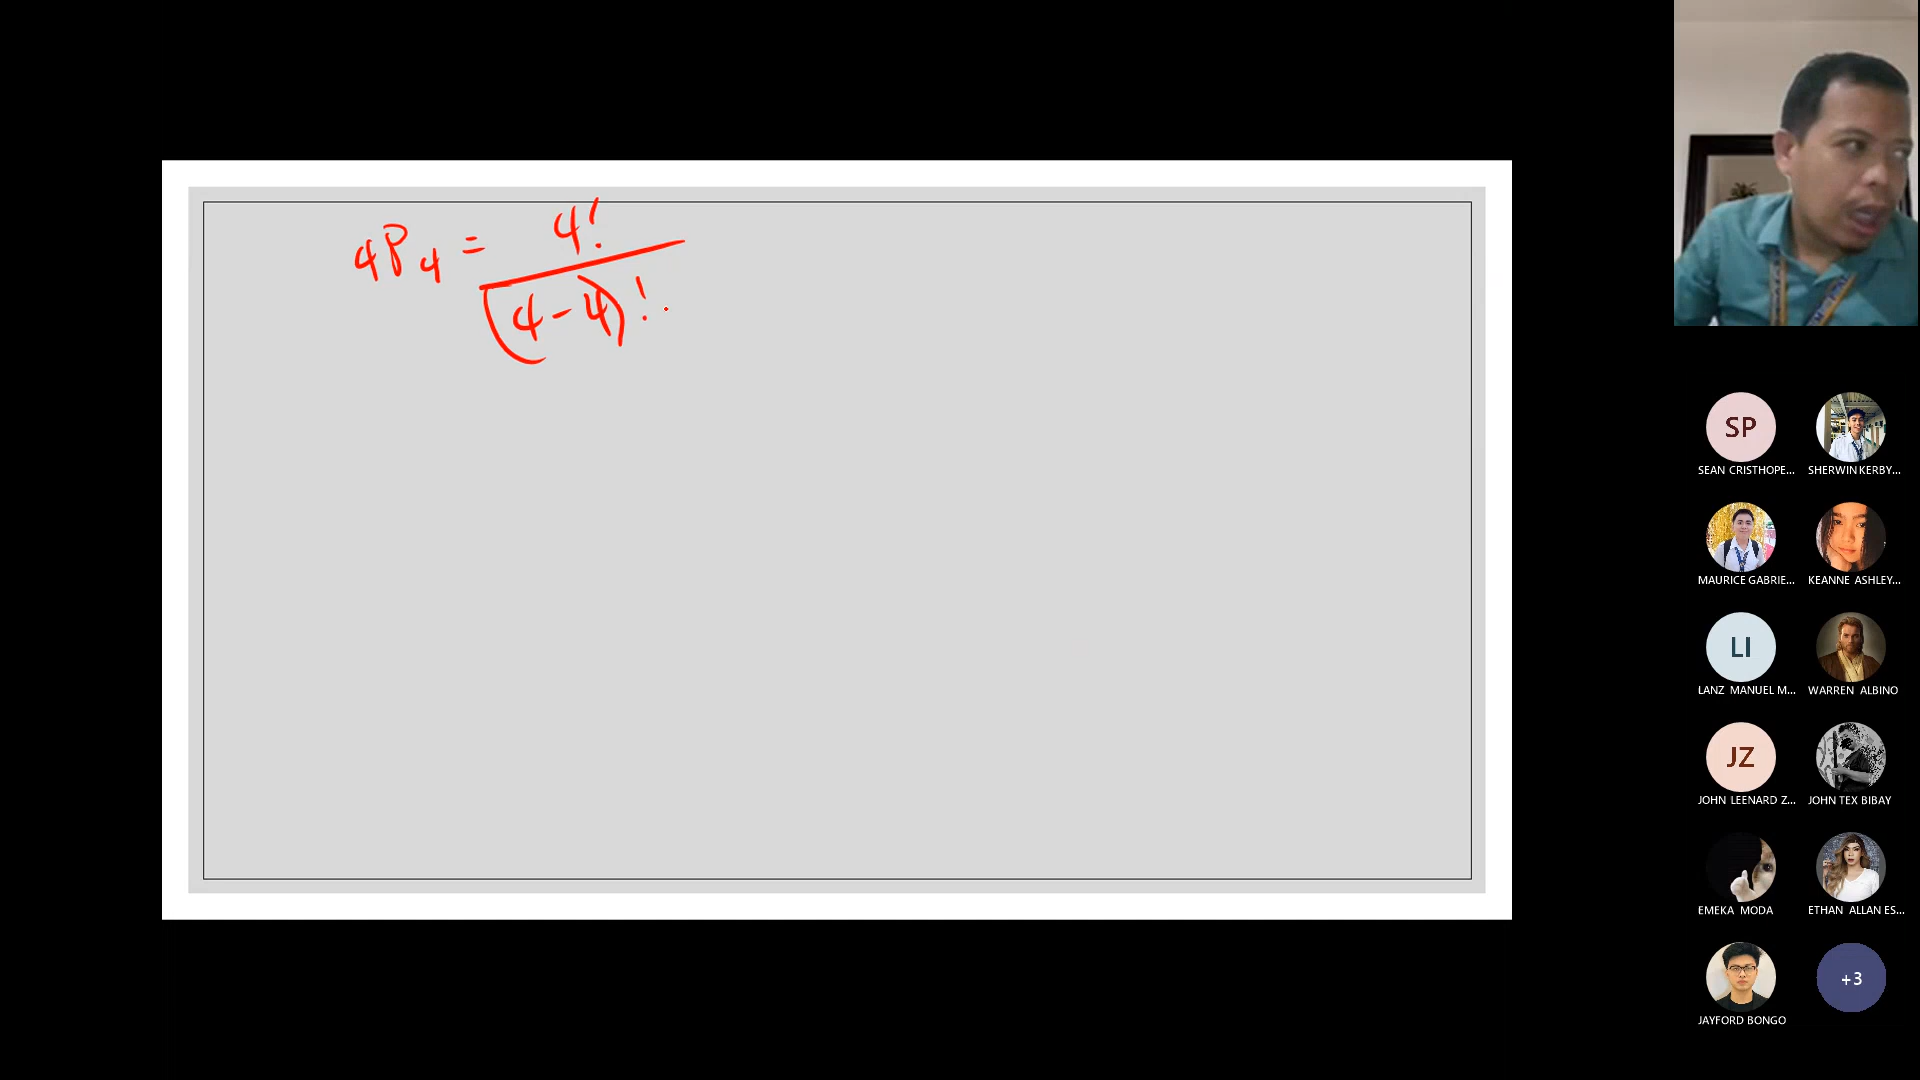 4P4 = 4!
(4-4)!
SP
SEAN CRISTHOPE...
SHERWIN KERBY...
MAURICE GABRIE...
KEANNE ASHLEY...
LI
LANZ MANUEL M...
WARREN ALBINO
JZ
JOHN LEENARD Z...
JOHN TEX BIBAY
EMEKA MODA
ETHAN ALLAN ES...
JAYFORD BONGO
+3